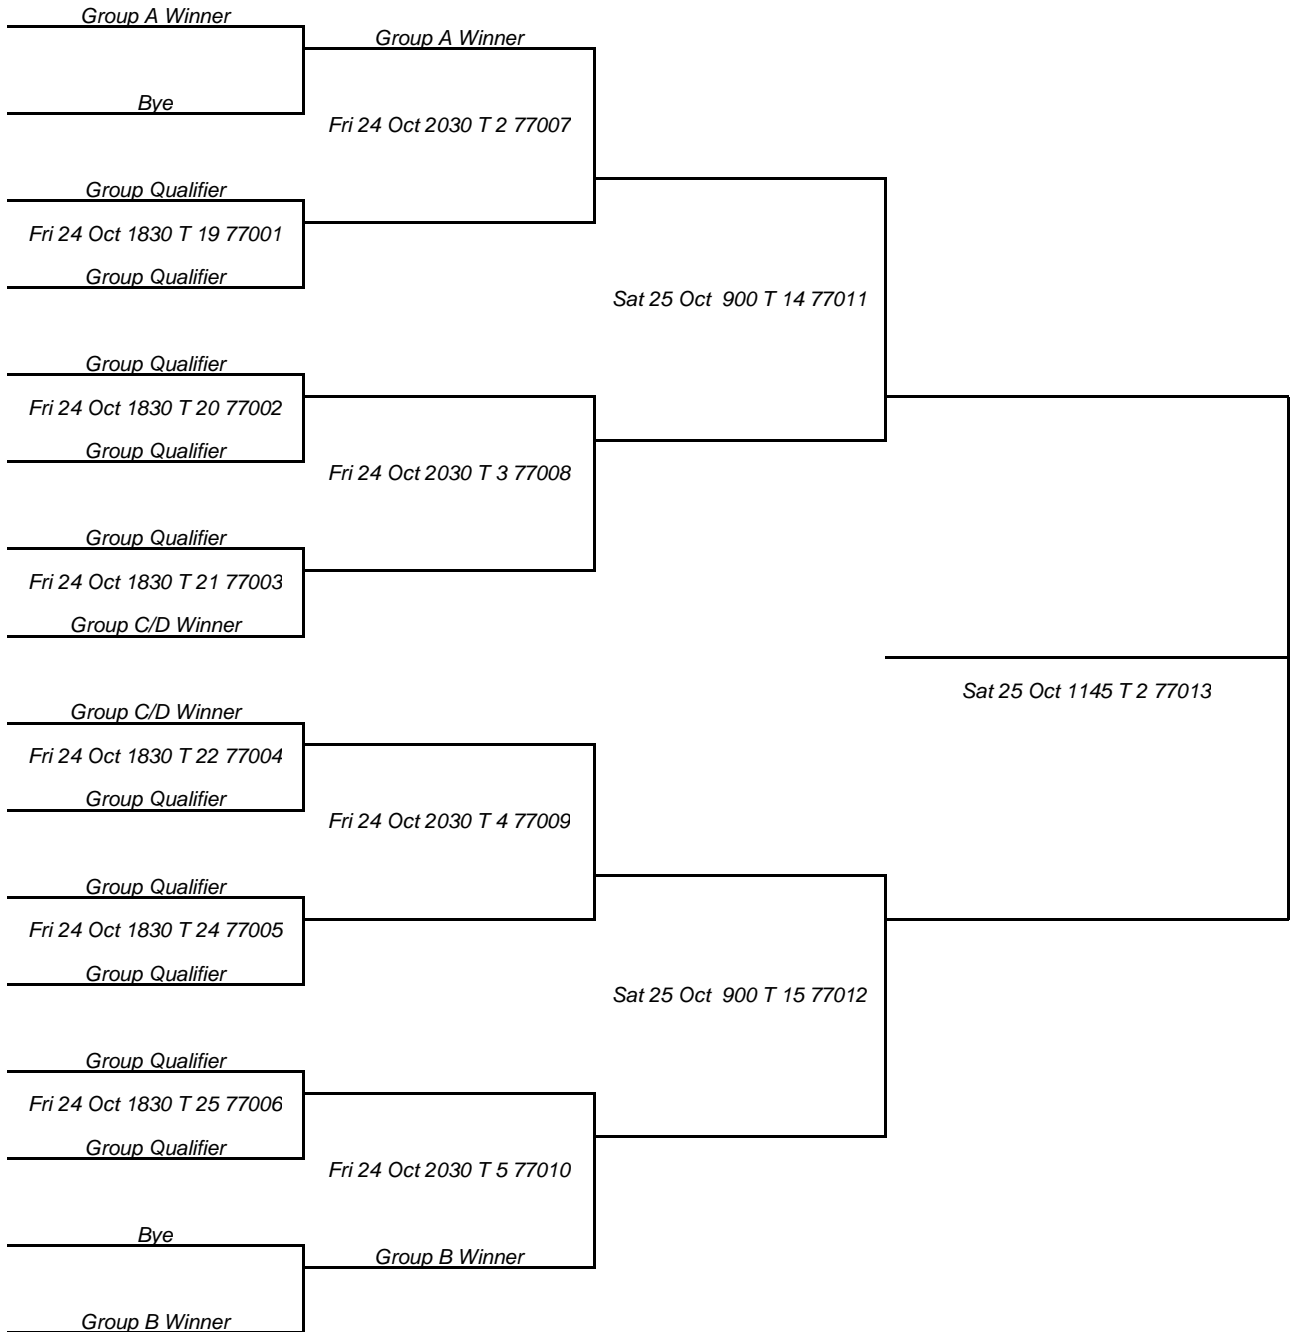 Group A Winner
Group A Winner
Bye
Fri 24 Oct 2030 T 2 77007
Group Qualifier
Fri 24 Oct 1830 T 19 77001
Group Qualifier
Sat 25 Oct  900 T 14 77011
Group Qualifier
Fri 24 Oct 1830 T 20 77002
Group Qualifier
Fri 24 Oct 2030 T 3 77008
Group Qualifier
Fri 24 Oct 1830 T 21 77003
Group C/D Winner
Sat 25 Oct 1145 T 2 77013
Group C/D Winner
Fri 24 Oct 1830 T 22 77004
Group Qualifier
Fri 24 Oct 2030 T 4 77009
Group Qualifier
Fri 24 Oct 1830 T 24 77005
Group Qualifier
Sat 25 Oct  900 T 15 77012
Group Qualifier
Fri 24 Oct 1830 T 25 77006
Group Qualifier
Fri 24 Oct 2030 T 5 77010
Bye
Group B Winner
Group B Winner